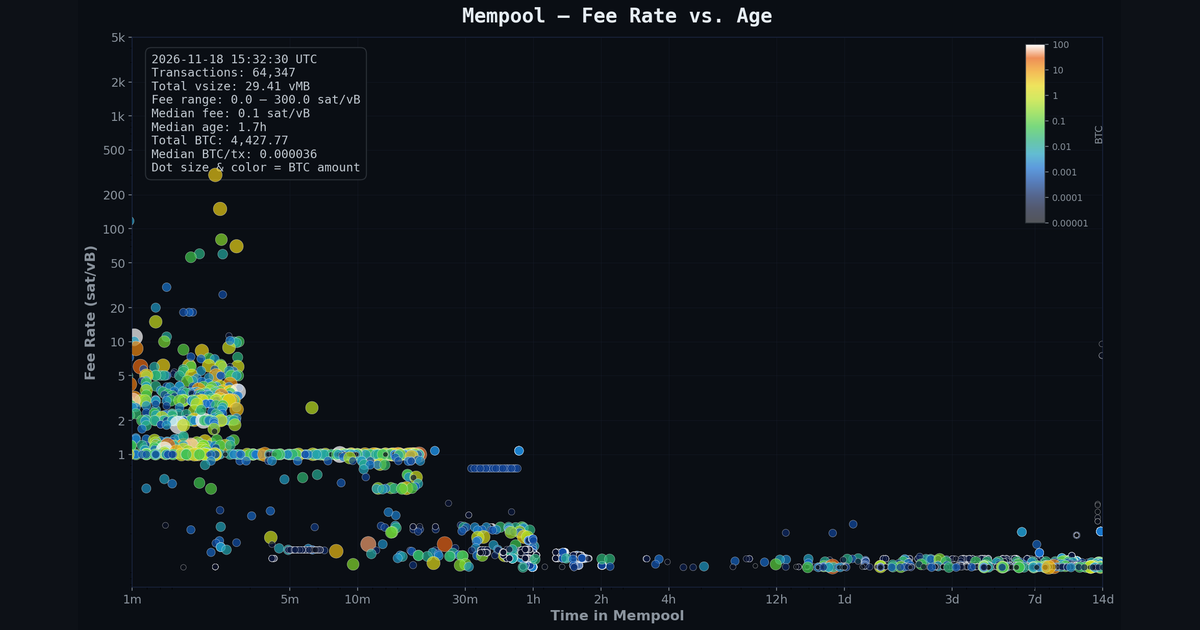 Mempool — Fee Rate vs. Age
2026-11-18 15:32:30 UTC
Transactions: 64,347
Total vsize: 29.41 vMB
Fee range: 0.0 — 300.0 sat/vB
Median fee: 0.1 sat/vB
Median age: 1.7h
Total BTC: 4,427.77
Median BTC/tx: 0.000036
Dot size & color = BTC amount
Fee Rate (sat/vB)
5k
2k
1k
500
200
100
50
20
10
5
2
1
100
10
1
0.1
0.01
0.001
0.0001
0.00001
BTC
1m
5m
10m
30m
1h
2h
4h
12h
1d
3d
7d
14d
Time in Mempool